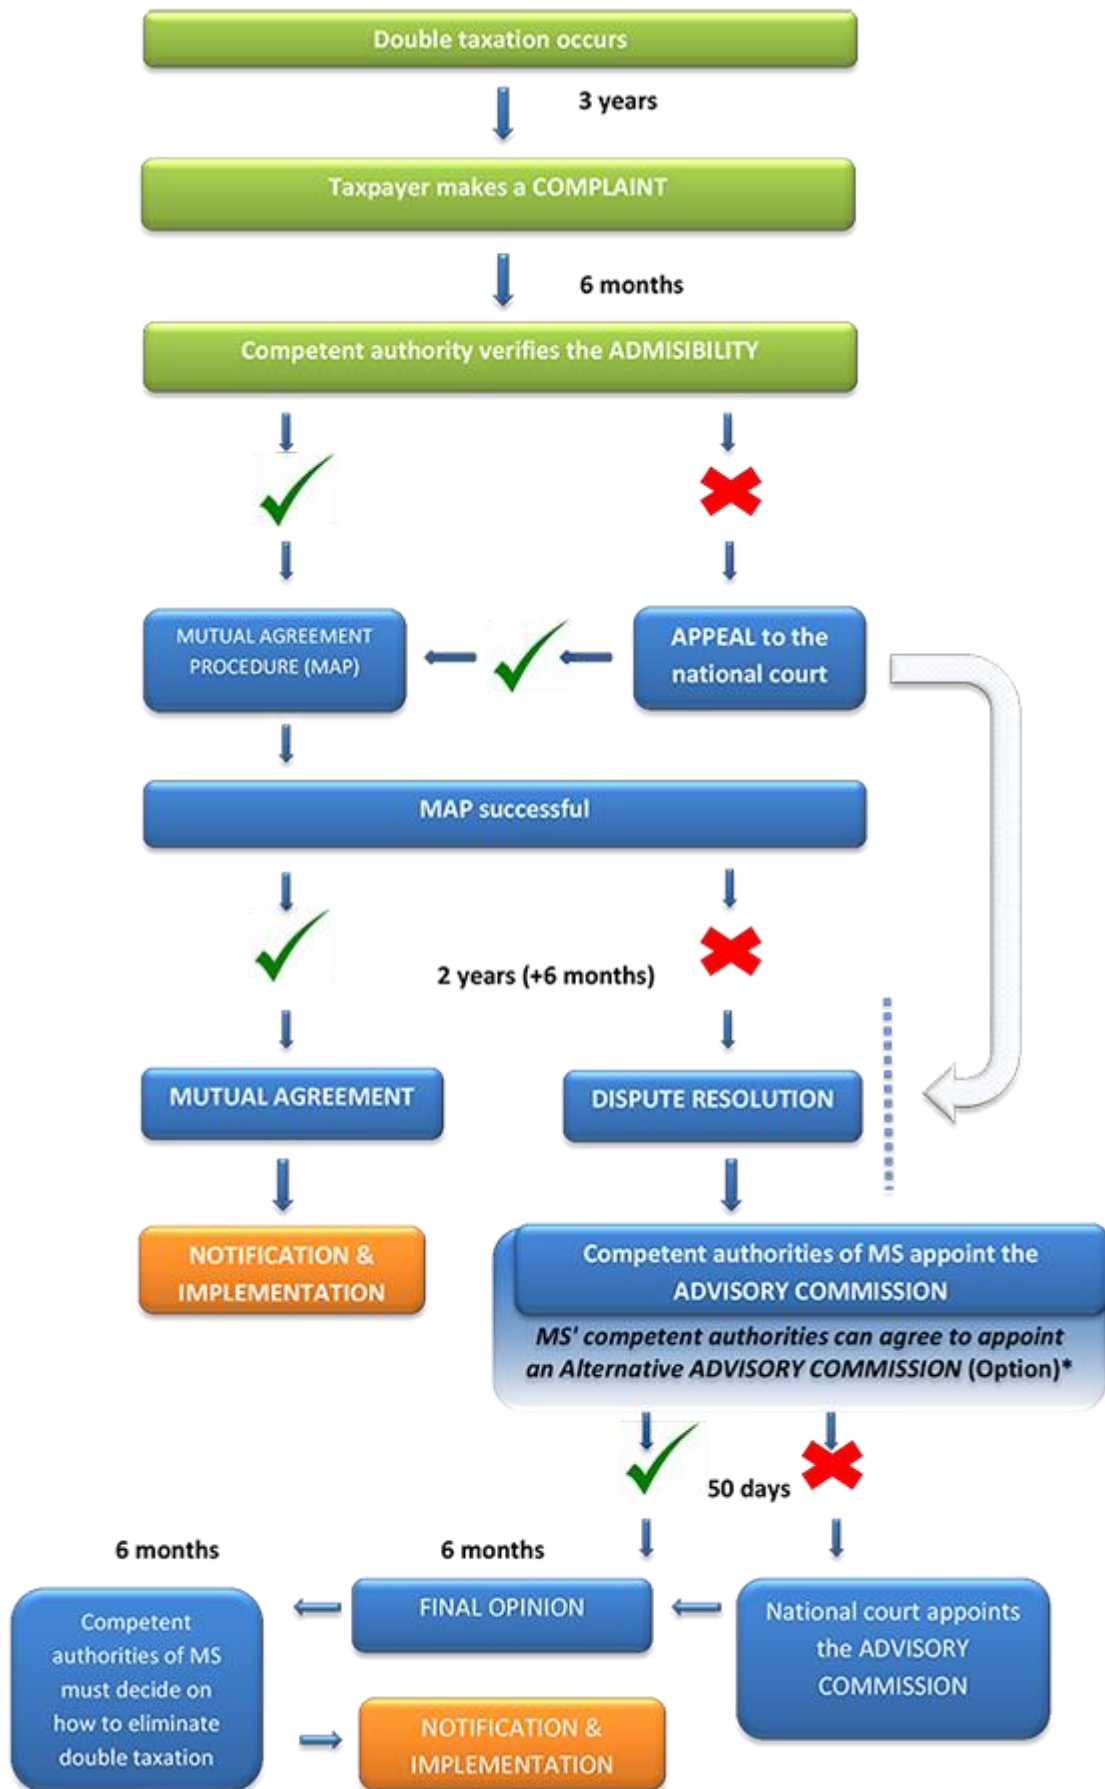 Double taxation occurs
3 years
Taxpayer makes a COMPLAINT
6 months
Competent authority verifies the ADMISIBILITY
MUTUAL AGREEMENT
PROCEDURE (MAP)
APPEAL to the
national court
MAP successful
2 years (+6 months)
MUTUAL AGREEMENT
DISPUTE RESOLUTION
NOTIFICATION &
IMPLEMENTATION
Competent authorities of MS appoint the
ADVISORY COMMISSION
MS' competent authorities can agree to appoint
an Alternative ADVISORY COMMISSION (Option)*
50 days
6 months
6 months
Competent
authorities of MS
must decide on
how to eliminate
double taxation
FINAL OPINION
National court appoints
the ADVISORY
COMMISSION
NOTIFICATION &
IMPLEMENTATION